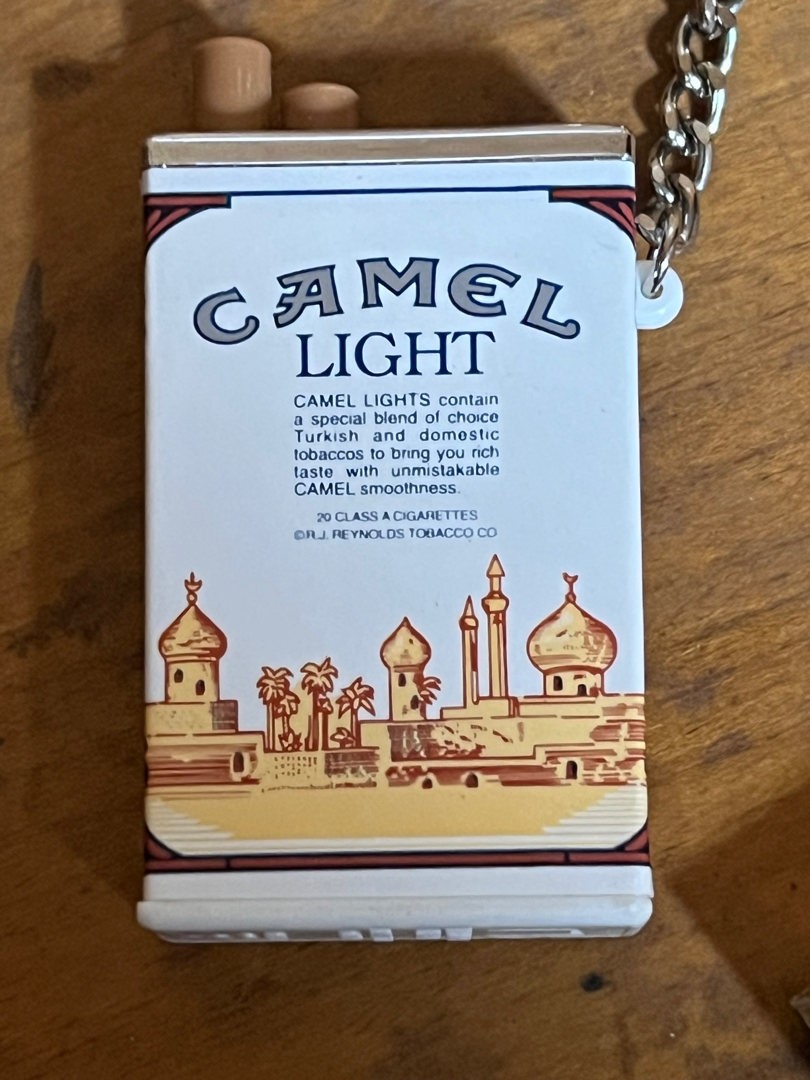 CAMEL
LIGHT
CAMEL LIGHTS contain
a special blend of choice
Turkish and domestic
tobaccos to bring you rich
taste with unmistakable
CAMEL smoothness.
20 CLASS A CIGARETTES
©R.J. REYNOLDS TOBACCO CO